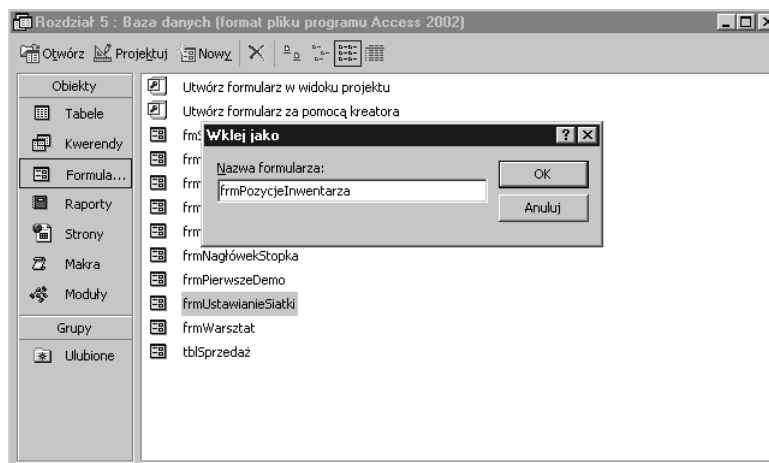 Rozdział 5 : Baza danych (format pliku programu Access 2002)
Otwórz Projektuj Nowy
Obiekty
Tabele
Kwerendy
Formula...
Raporty
Strony
Makra
Moduły
Grupy
Ulubione
Utwórz formularz w widoku projektu
Utwórz formularz za pomocą kreatora
Wklej jako
Nazwa formularza:
frmPozycjeInwentarza
OK
Anuluj
frmNagłówekStopka
frmPierwszeDemo
frmUstawianieSiatki
frmWarsztat
tblSprzedaż